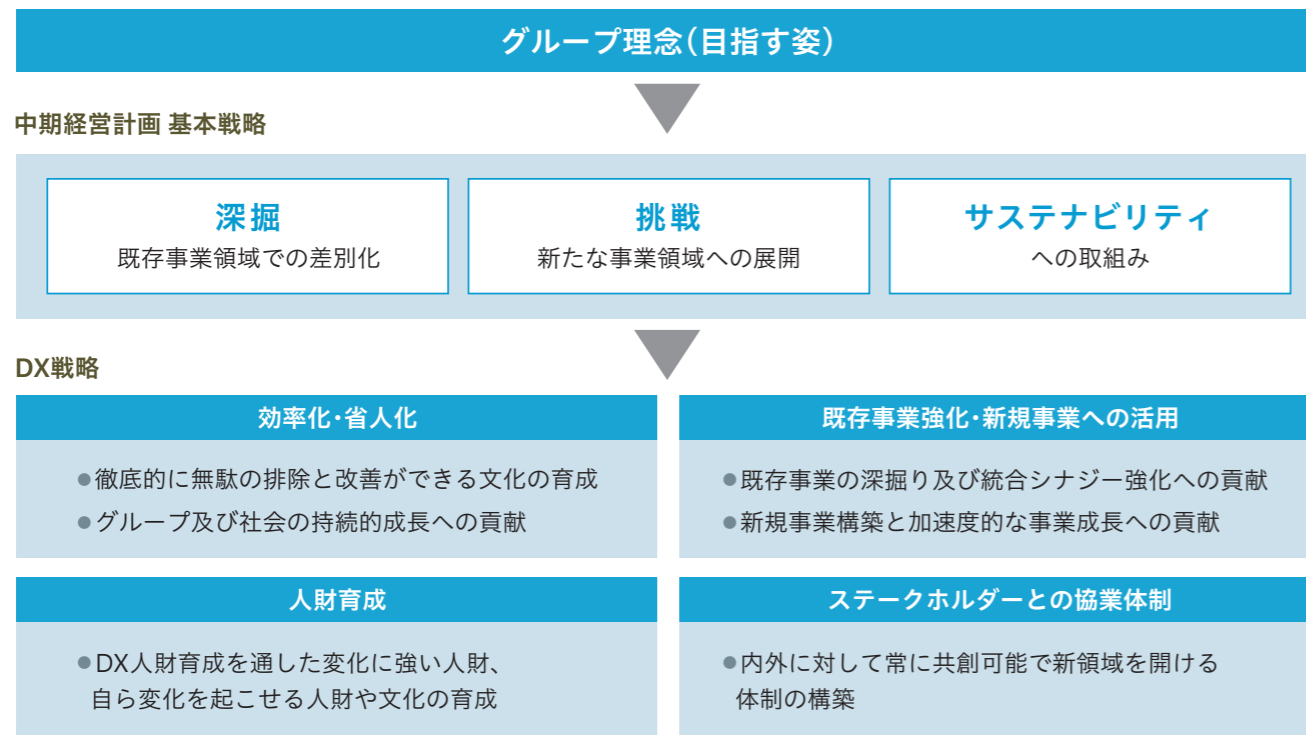 グループ理念(目指す姿)
中期経営計画 基本戦略
深掘
既存事業領域での差別化
挑戦
新たな事業領域への展開
サステナビリティ
への取組み
DX戦略
効率化・省人化
●徹底的に無駄の排除と改善ができる文化の育成
●グループ及び社会の持続的成長への貢献
既存事業強化・新規事業への活用
●既存事業の深掘り及び統合シナジー強化への貢献
●新規事業構築と加速度的な事業成長への貢献
人財育成
●DX人財育成を通した変化に強い人財、
自ら変化を起こせる人財や文化の育成
ステークホルダーとの協業体制
●内外に対して常に共創可能で新領域を開ける
体制の構築